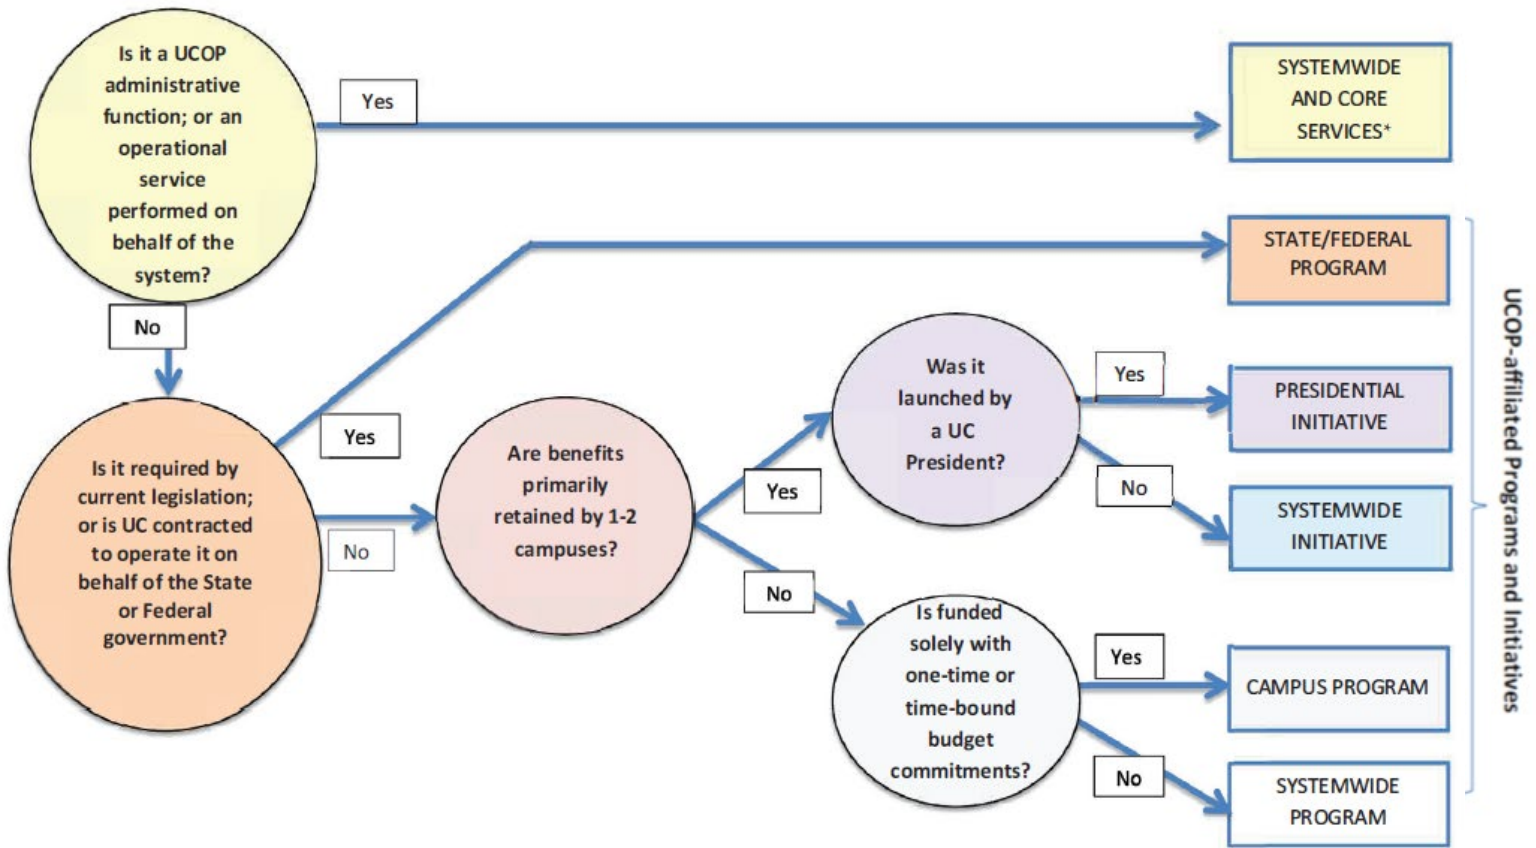 Is it a UCOP
administrative
function; or an
operational
service
performed on
behalf of the
system?
Yes
SYSTEMWIDE
AND CORE
SERVICES*
No
STATE/FEDERAL
PROGRAM
Is it required by
current legislation;
or is UC contracted
to operate it on
behalf of the State
or Federal
government?
Yes
No
Are benefits
primarily
retained by 1-2
campuses?
Yes
No
Was it
launched by
a UC
President?
Yes
PRESIDENTIAL
INITIATIVE
No
SYSTEMWIDE
INITIATIVE
Is funded
solely with
one-time or
time-bound
budget
commitments?
Yes
CAMPUS PROGRAM
No
SYSTEMWIDE
PROGRAM
UCOP-affiliated Programs and Initiatives